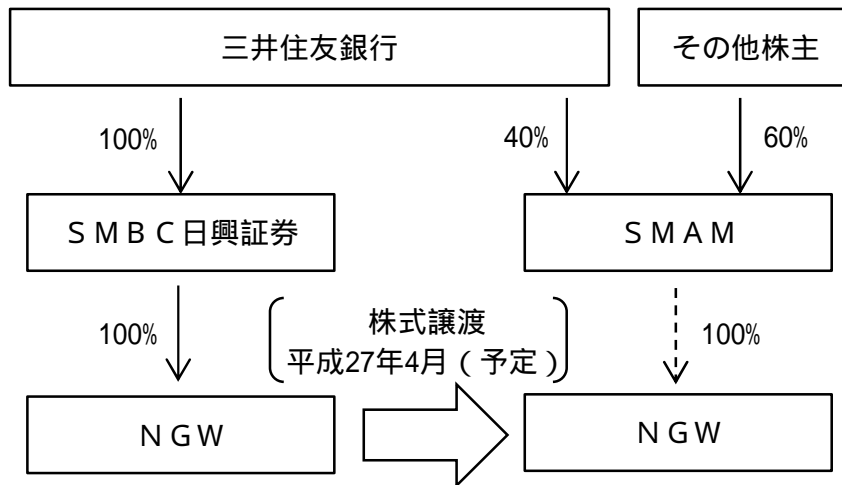 三井住友銀行
その他株主
100%
40%
60%
ＳＭＢＣ日興証券
ＳＭＡＭ
100%
株式譲渡
平成27年4月（予定）
100%
ＮＧＷ
ＮＧＷ